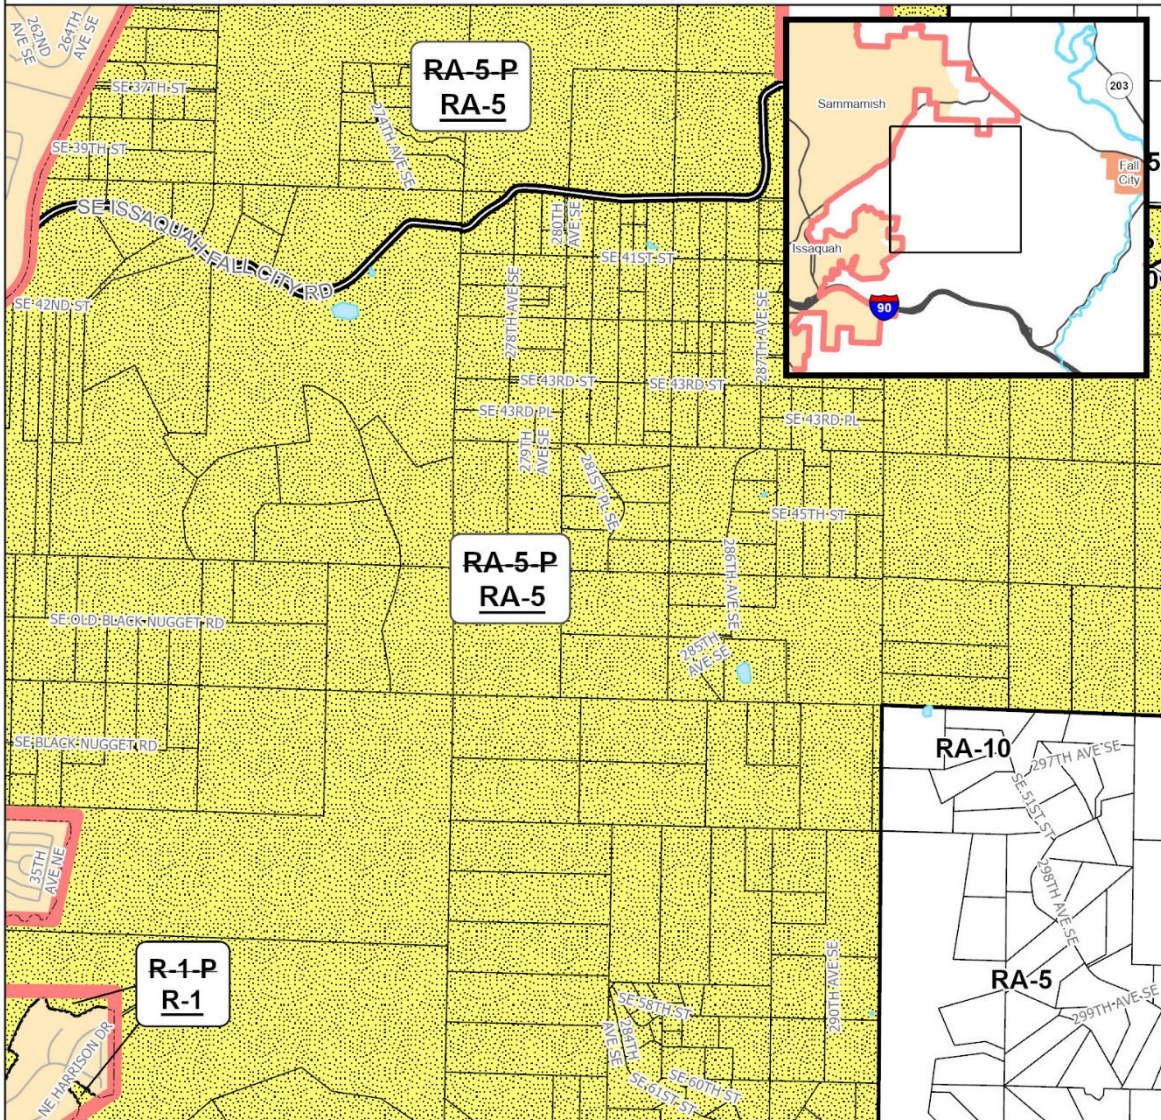 262ND
AVE SE
264TH
AVE SE
SE 37TH ST
274TH AVE SE
SE 39TH ST
RA-5-P
RA-5
SE ISSAQUAH-FALL CITY RD
SE 42ND ST
280TH
AVE SE
SE 41ST ST
278TH AVE SE
287TH AVE SE
SE 43RD ST
SE 43RD ST
SE 43RD PL
SE 43RD PL
279TH
AVE SE
281ST PL SE
SE 45TH ST
286TH AVE SE
RA-5-P
RA-5
285TH
AVE SE
SE OLD BLACK NUGGET RD
SE BLACK NUGGET RD
35TH
AVE NE
R-1-P
R-1
NE HARRISON DR
SE 58TH ST
284TH
AVE SE
SE 60TH ST
SE 61ST ST
290TH AVE SE
RA-10
297TH AVE SE
SE 51ST ST
298TH AVE SE
RA-5
299TH AVE SE
Sammamish
203
Fall
City
Issaquah
90
5